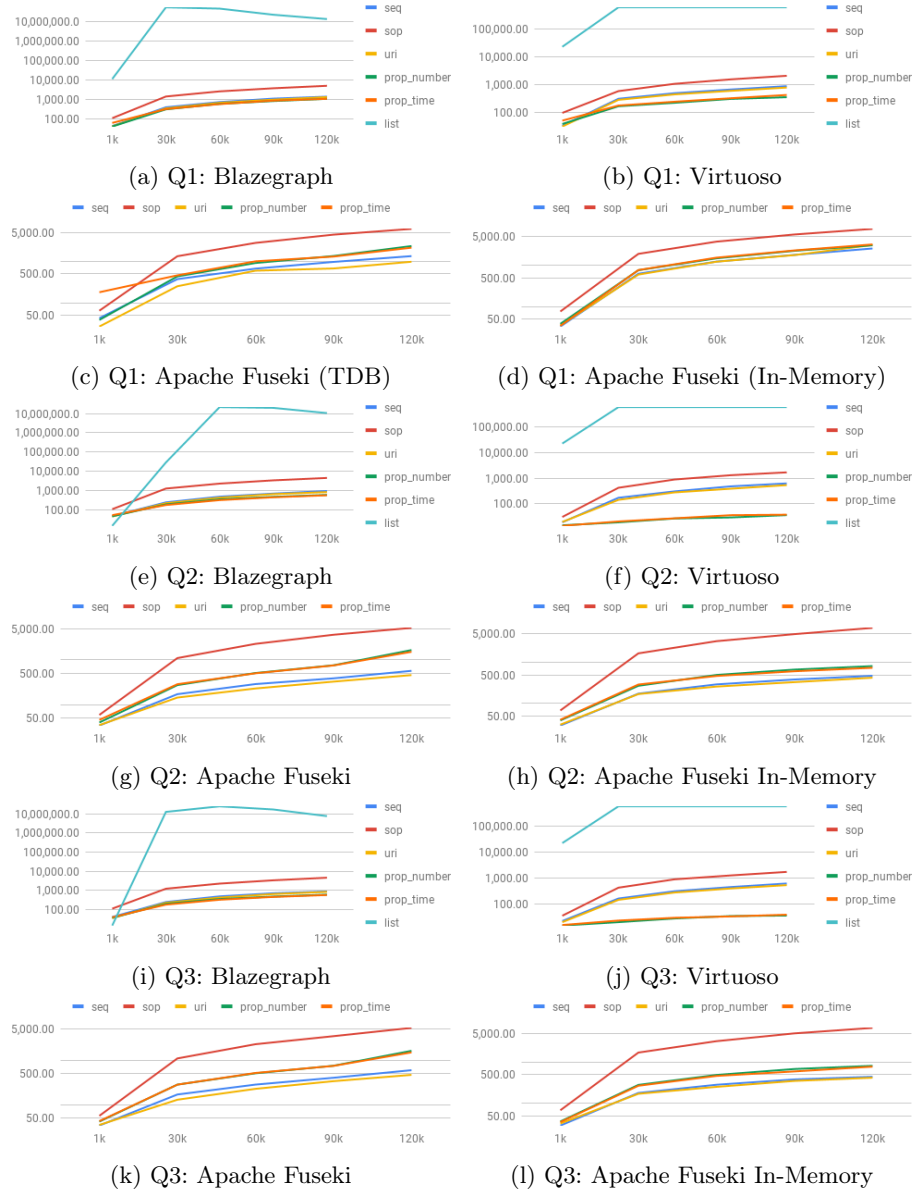 10,000,000.00
1,000,000.00
100,000.00
10,000.00
1,000.00
100.00
1k 30k 60k 90k 120k
seq
sop
uri
prop_number
prop_time
list
(a) Q1: Blazegraph
100,000.00
10,000.00
1,000.00
100.00
1k 30k 60k 90k 120k
seq
sop
uri
prop_number
prop_time
list
(b) Q1: Virtuoso
seq sop uri prop_number prop_time
5,000.00
500.00
50.00
1k 30k 60k 90k 120k
(c) Q1: Apache Fuseki (TDB)
seq sop uri prop_number prop_time
5,000.00
500.00
50.00
1k 30k 60k 90k 120k
(d) Q1: Apache Fuseki (In-Memory)
10,000,000.0
1,000,000.00
100,000.00
10,000.00
1,000.00
100.00
1k 30k 60k 90k 120k
seq
sop
uri
prop_number
prop_time
list
(e) Q2: Blazegraph
100,000.00
10,000.00
1,000.00
100.00
1k 30k 60k 90k 120k
seq
sop
uri
prop_number
prop_time
list
(f) Q2: Virtuoso
seq sop uri prop_number prop_time
5,000.00
500.00
50.00
1k 30k 60k 90k 120k
(g) Q2: Apache Fuseki
seq sop uri prop_number prop_time
5,000.00
500.00
50.00
1k 30k 60k 90k 120k
(h) Q2: Apache Fuseki In-Memory
10,000,000.0
1,000,000.00
100,000.00
10,000.00
1,000.00
100.00
1k 30k 60k 90k 120k
seq
sop
uri
prop_number
prop_time
list
(i) Q3: Blazegraph
100,000.00
10,000.00
1,000.00
100.00
1k 30k 60k 90k 120k
seq
sop
uri
prop_number
prop_time
list
(j) Q3: Virtuoso
seq sop uri prop_number prop_time
5,000.00
500.00
50.00
1k 30k 60k 90k 120k
(k) Q3: Apache Fuseki
seq sop uri prop_number prop_time
5,000.00
500.00
50.00
1k 30k 60k 90k 120k
(l) Q3: Apache Fuseki In-Memory